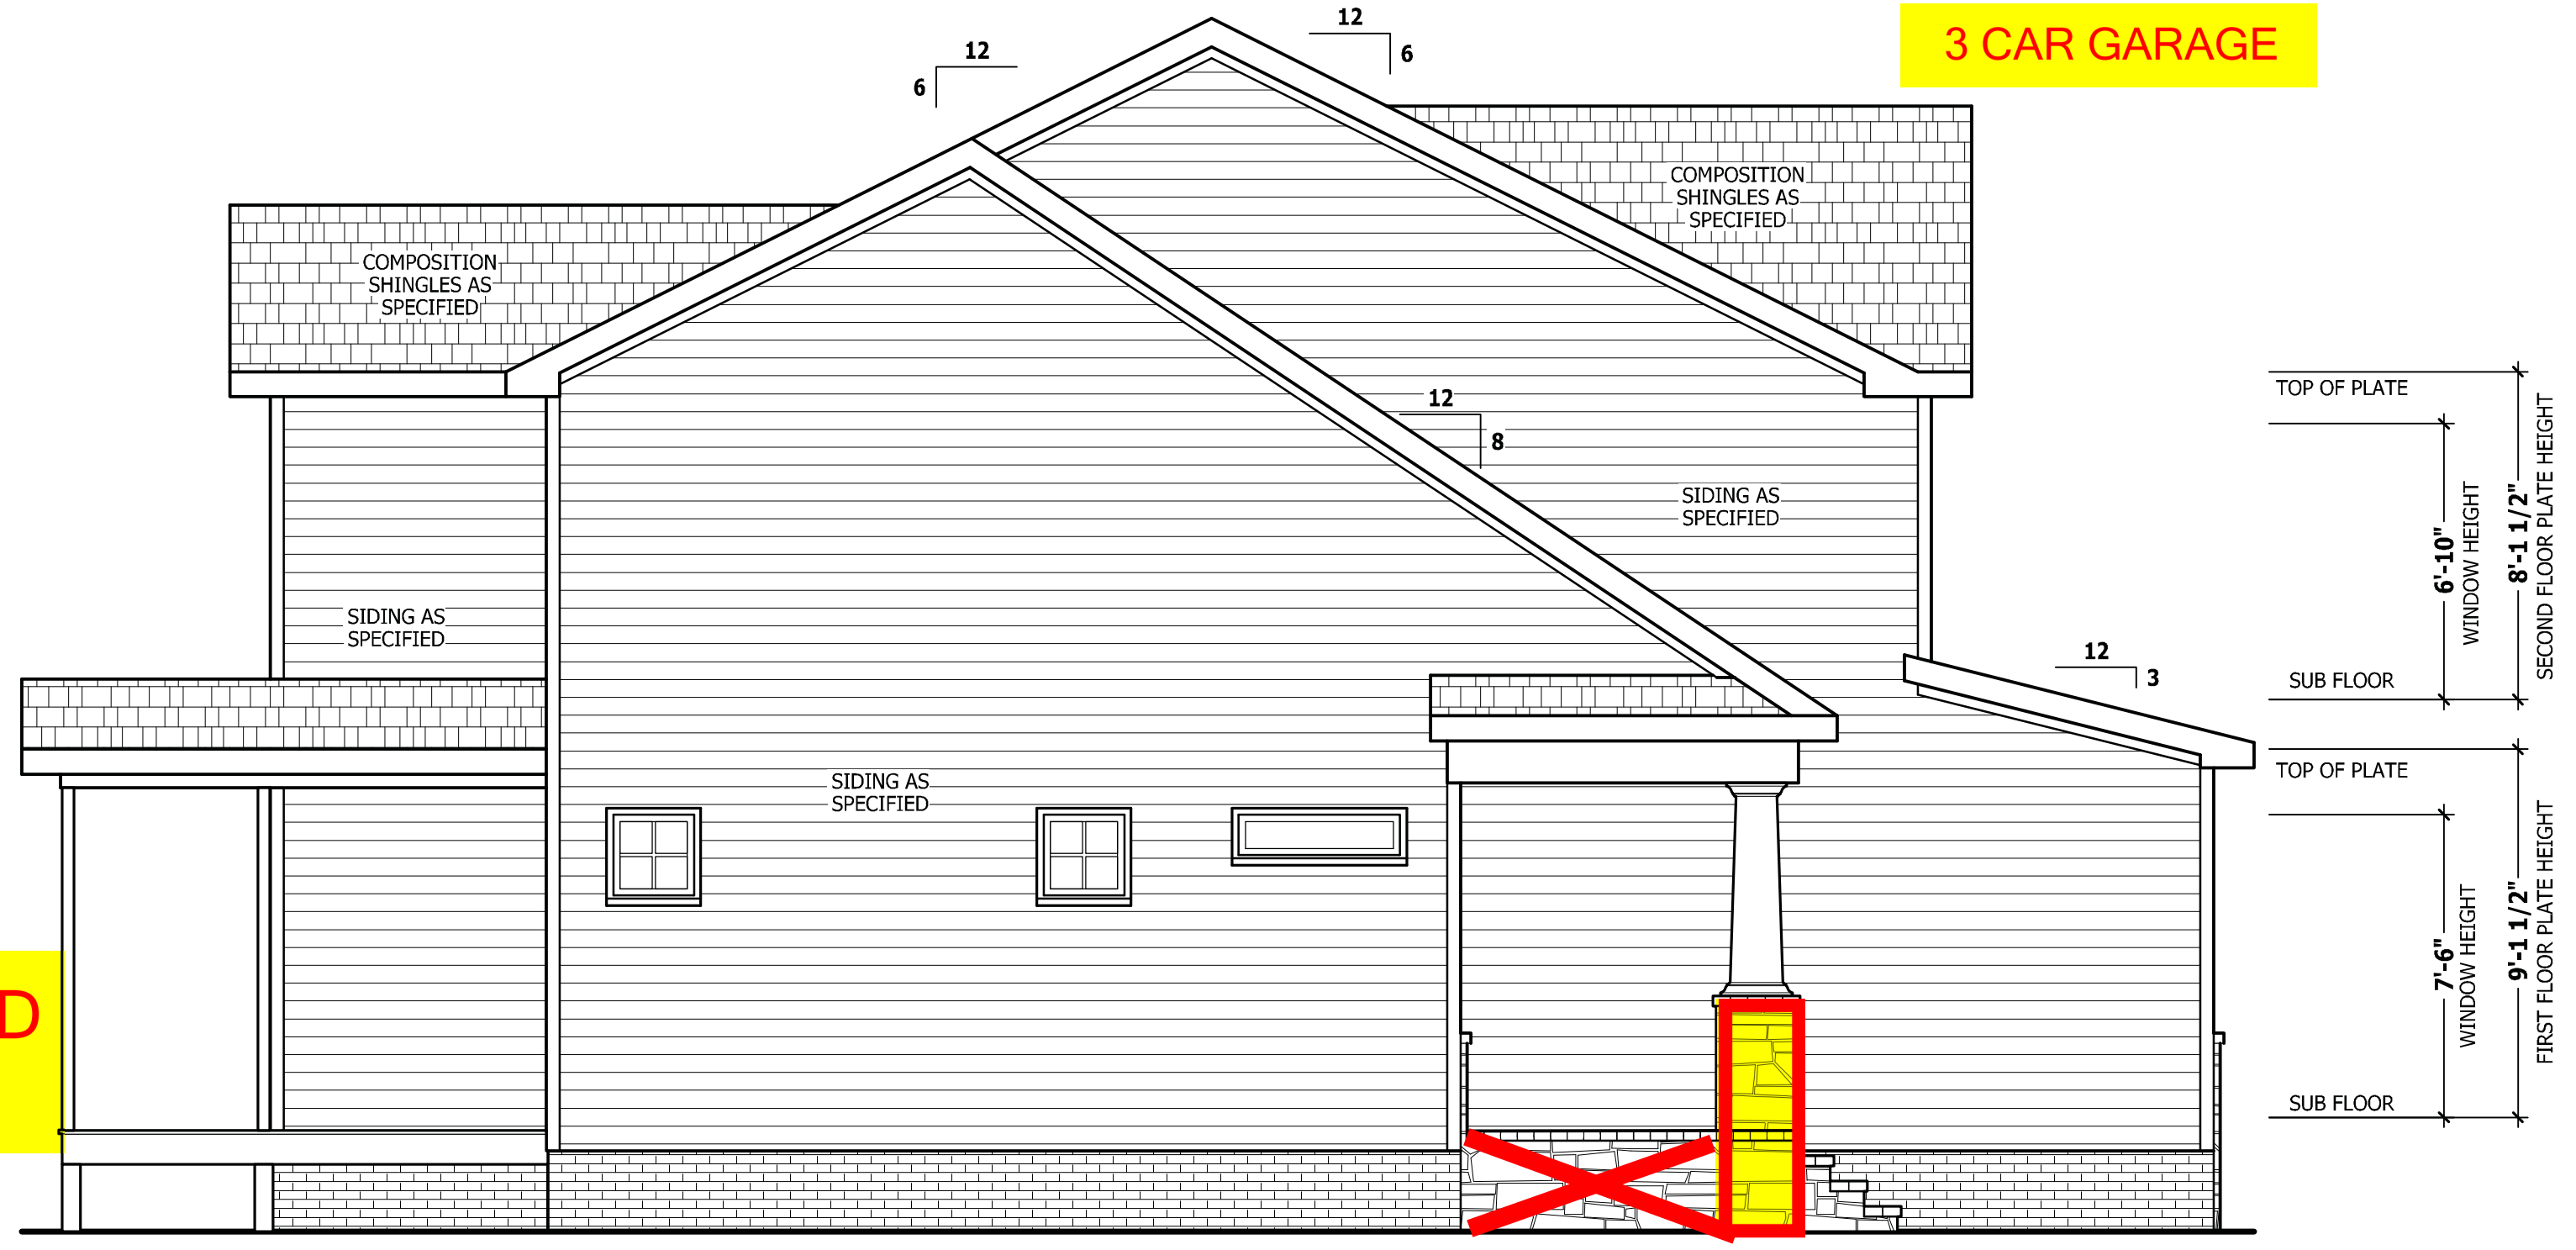 12
6
12
6
3 CAR GARAGE
COMPOSITION
SHINGLES AS
SPECIFIED
COMPOSITION
SHINGLES AS
SPECIFIED
12
8
SIDING AS
SPECIFIED
SIDING AS
SPECIFIED
SIDING AS
SPECIFIED
12
3
TOP OF PLATE
6'-10"
WINDOW HEIGHT
8'-1 1/2"
SECOND FLOOR PLATE HEIGHT
SUB FLOOR
TOP OF PLATE
7'-6"
WINDOW HEIGHT
9'-1 1/2"
FIRST FLOOR PLATE HEIGHT
SUB FLOOR
D